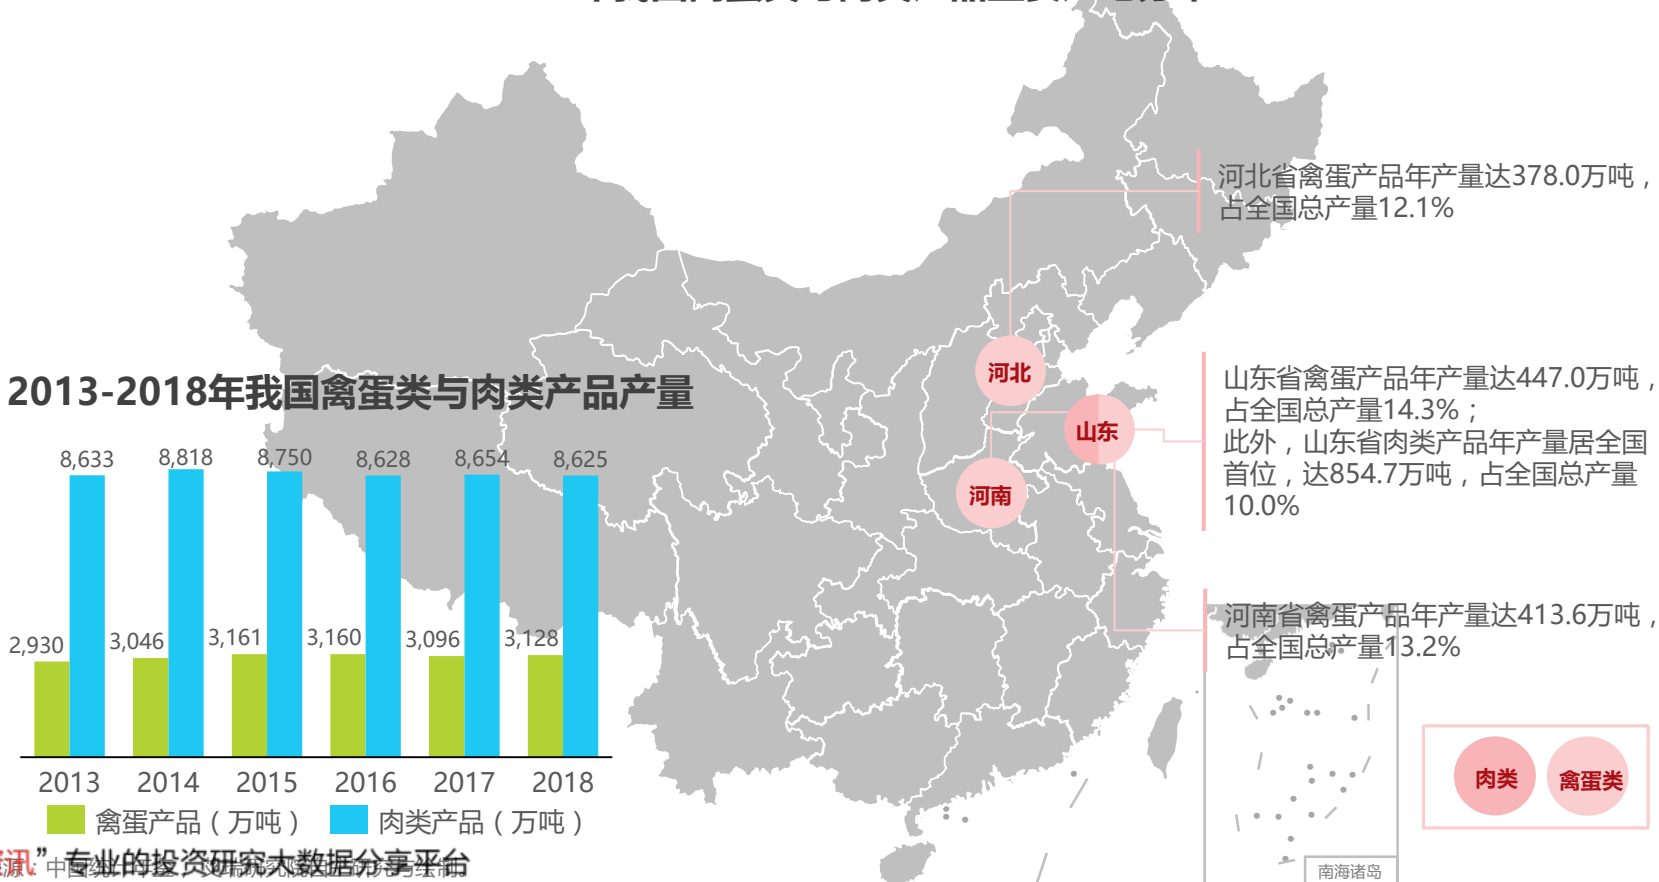 河北省禽蛋产品年产量达378.0万吨，
占全国总产量12.1%
河北
2013-2018年我国禽蛋类与肉类产品产量
山东省禽蛋产品年产量达447.0万吨，
占全国总产量14.3%；
此外，山东省肉类产品年产量居全国
首位，达854.7万吨，占全国总产量
10.0%
山东
河南
8,633 8,818 8,750 8,628 8,654 8,625
河南省禽蛋产品年产量达413.6万吨，
占全国总产量13.2%
2,930 3,046 3,161 3,160 3,096 3,128
2013 2014 2015 2016 2017 2018
禽蛋产品（万吨） 肉类产品（万吨）
肉类 禽蛋类
讯”专业的投资研究大数据分享平台
南海诸岛